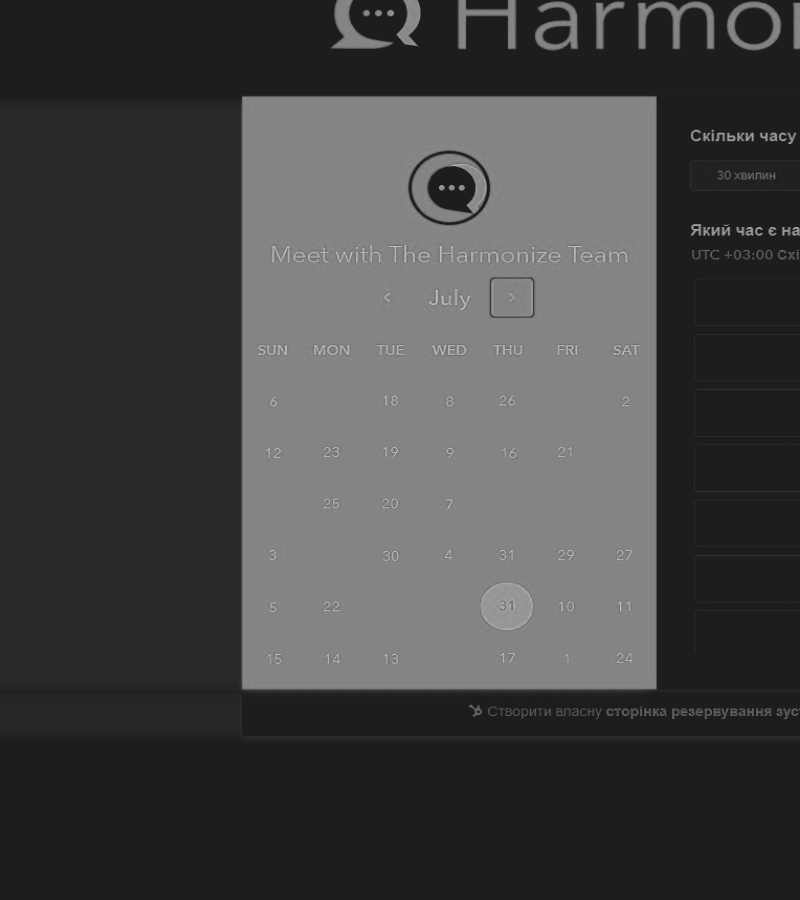 Harmon
Скільки часу
30 хвилин
Meet with The Harmonize Team
Який час є на
UTC +03:00 Схі
July
SUN MON TUE WED THU FRI SAT
6 18 8 26 2
12 23 19 9 16 21
25 20 7
3 30 4 31 29 27
5 22 31 10 11
15 14 13 17 1 24
Створити власну сторінка резервування зус